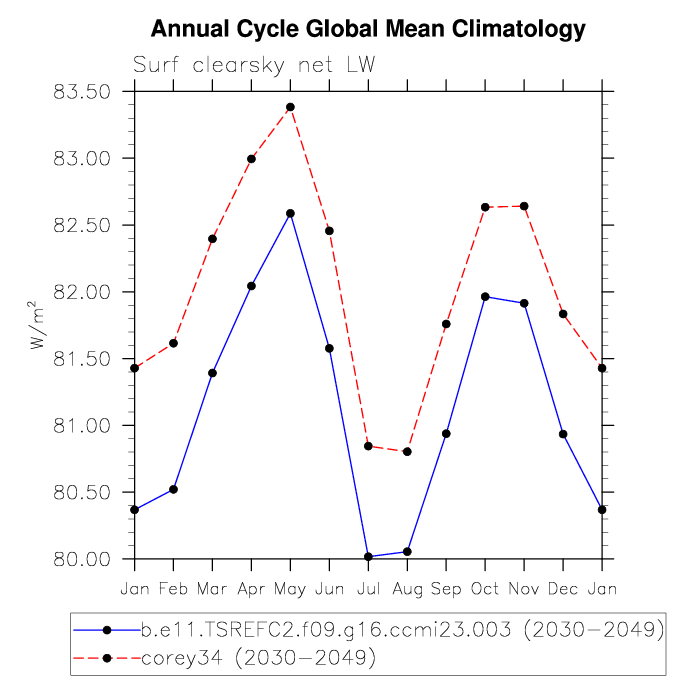 Annual Cycle Global Mean Climatology
Surf clearsky net LW
83.50
83.00
82.50
82.00
81.50
81.00
80.50
80.00
W/m²
Jan Feb Mar Apr May Jun Jul Aug Sep Oct Nov Dec Jan
b.e11.TSREFC2.f09.g16.ccmi23.003 (2030-2049)
corey34 (2030-2049)